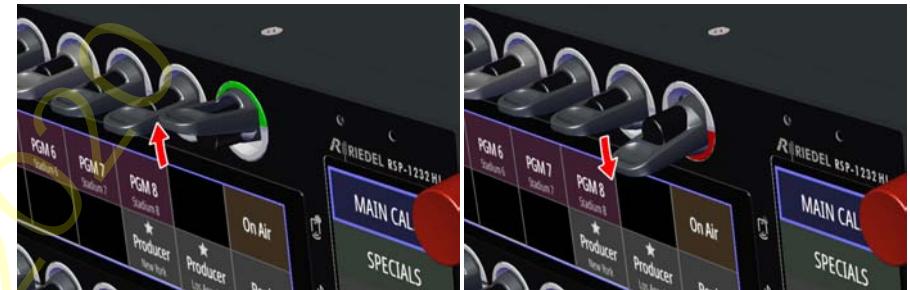 PGM 6
Stadium 6
PGM 7
Stadium 7
PGM 8
Stadium 8
Producer
New York
Producer
On Air
RIEDEL RSP-1232HL
MAIN CAL
SPECIALS
PGM 6
Stadium 6
PGM 7
Stadium 7
PGM 8
Stadium 8
Producer
New York
Producer
On Air
RIEDEL RSP-1232HL
MAIN CAL
SPECIALS